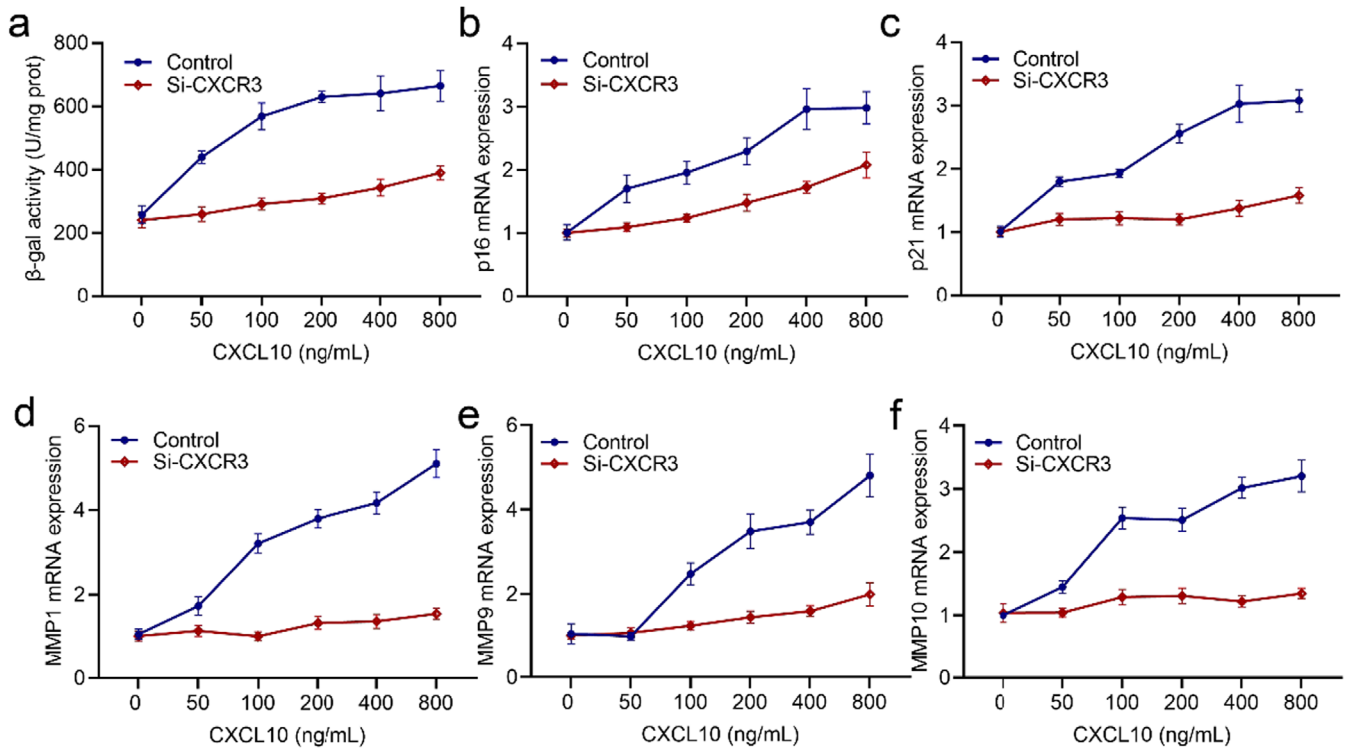 a
β-gal activity (U/mg prot)
800
600
400
200
0
Control
Si-CXCR3
0 50 100 200 400 800
CXCL10 (ng/mL)
b
p16 mRNA expression
4
3
2
1
0
Control
Si-CXCR3
0 50 100 200 400 800
CXCL10 (ng/mL)
c
p21 mRNA expression
4
3
2
1
0
Control
Si-CXCR3
0 50 100 200 400 800
CXCL10 (ng/mL)
d
MMP1 mRNA expression
6
4
2
0
Control
Si-CXCR3
0 50 100 200 400 800
CXCL10 (ng/mL)
e
MMP9 mRNA expression
6
4
2
0
Control
Si-CXCR3
0 50 100 200 400 800
CXCL10 (ng/mL)
f
MMP10 mRNA expression
4
3
2
1
0
Control
Si-CXCR3
0 50 100 200 400 800
CXCL10 (ng/mL)